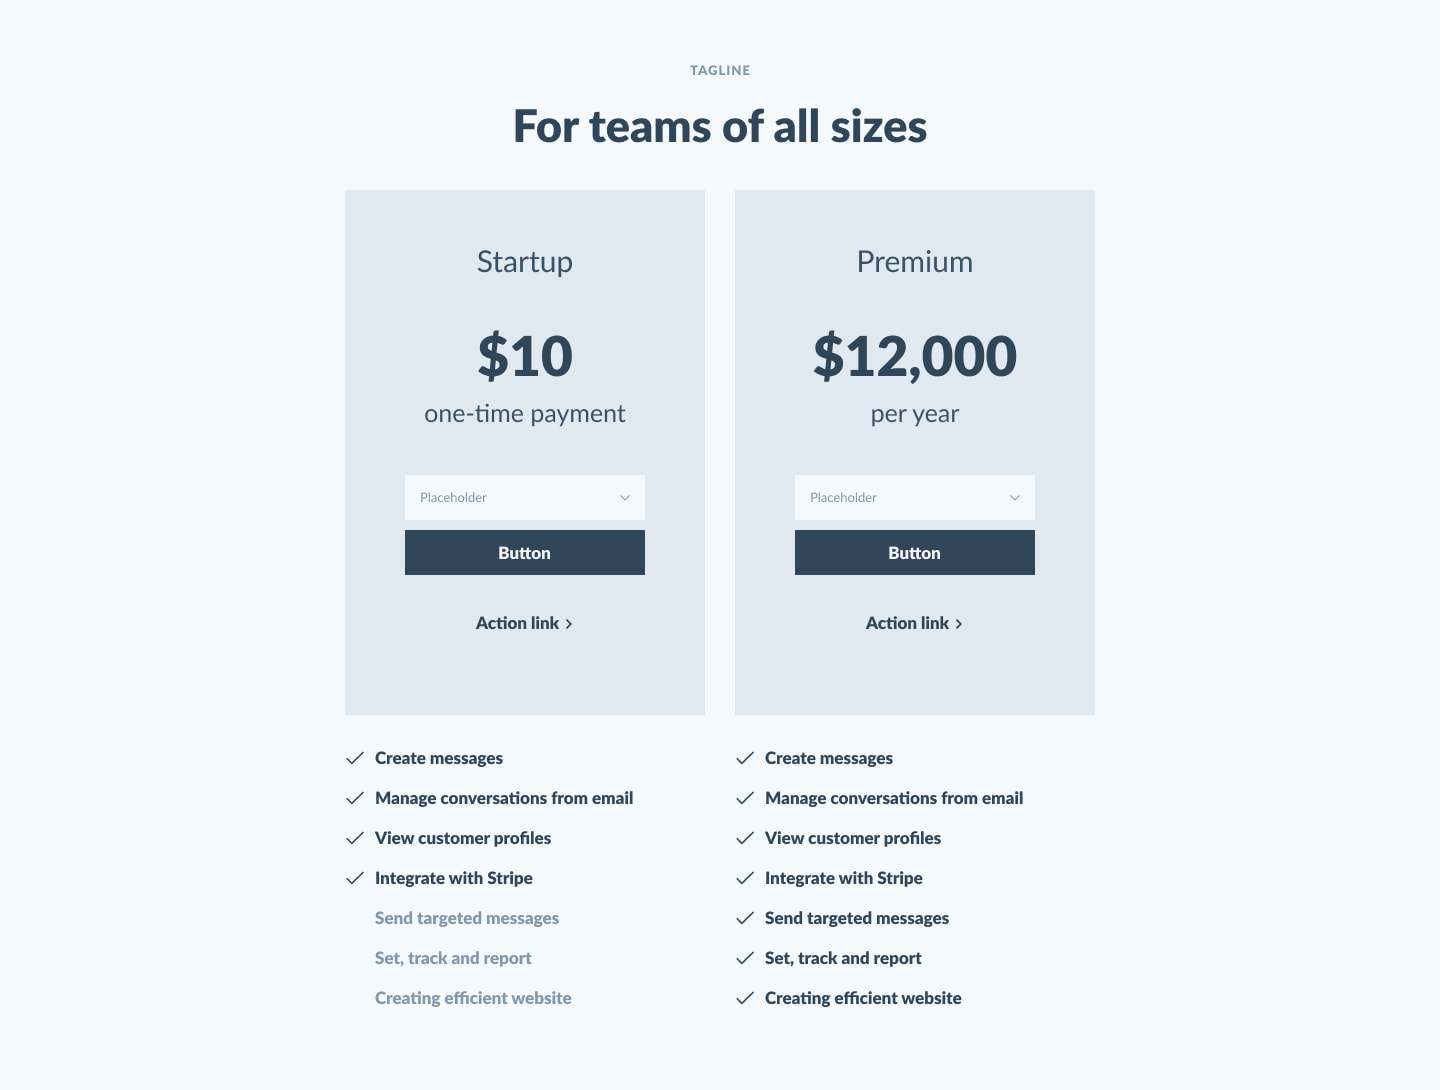 TAGLINE
For teams of all sizes
Startup
$10
one-time payment
Placeholder
Button
Action link
Create messages
Manage conversations from email
View customer profiles
Integrate with Stripe
Send targeted messages
Set, track and report
Creating efficient website
Premium
$12,000
per year
Placeholder
Button
Action link
Create messages
Manage conversations from email
View customer profiles
Integrate with Stripe
Send targeted messages
Set, track and report
Creating efficient website